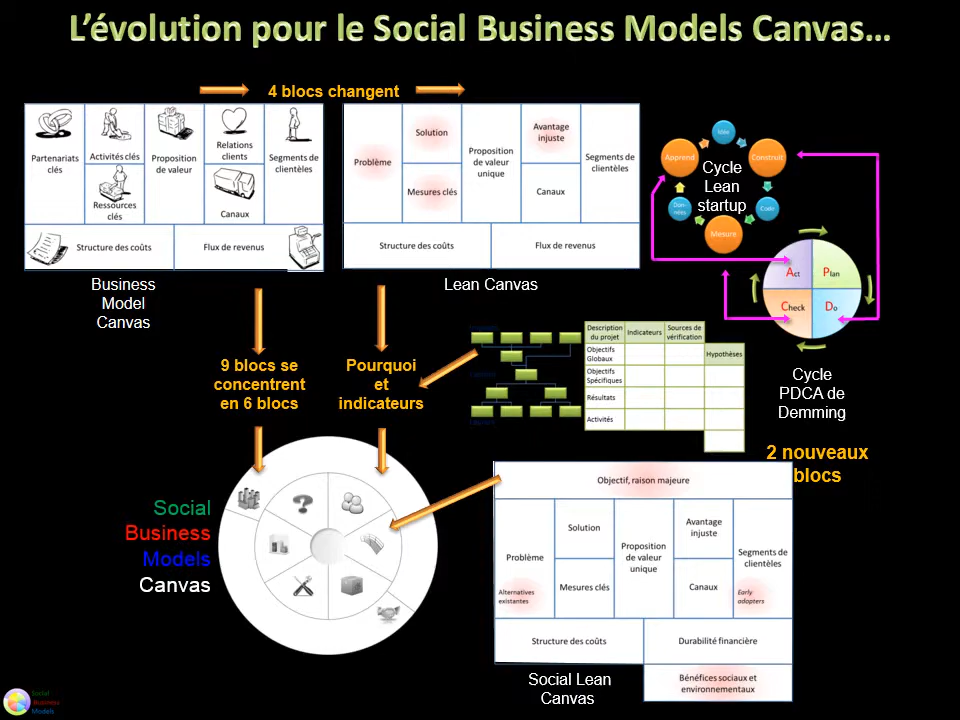 L'évolution pour le Social Business Models Canvas...
4 blocs changent
Partenariats
clés
Activités clés
Ressources
clés
Proposition
de valeur
Relations
clients
Canaux
Segments de
clientèles
Structure des coûts
Flux de revenus
Business
Model
Canvas
Problème
Solution
Mesures clés
Proposition
de valeur
unique
Avantage
injuste
Canaux
Segments de
clientèles
Structure des coûts
Flux de revenus
Lean Canvas
Idée
Apprend
Construit
Cycle
Lean
startup
Don-
nées
Code
Mesure
Act
Plan
Check
Do
Cycle
PDCA de
Demming
9 blocs se
concentrent
en 6 blocs
Pourquoi
et
indicateurs
Description
du projet
Indicateurs
Sources de
vérification
Hypothèses
Objectifs
Globaux
Objectifs
Spécifiques
Résultats
Activités
2 nouveaux
blocs
Social
Business
Models
Canvas
Objectif, raison majeure
Problème
Alternatives
existantes
Solution
Mesures clés
Proposition
de valeur
unique
Avantage
injuste
Canaux
Segments de
clientèles
Early
adopters
Structure des coûts
Durabilité financière
Bénéfices sociaux et
environnementaux
Social Lean
Canvas
Social
Business
Models